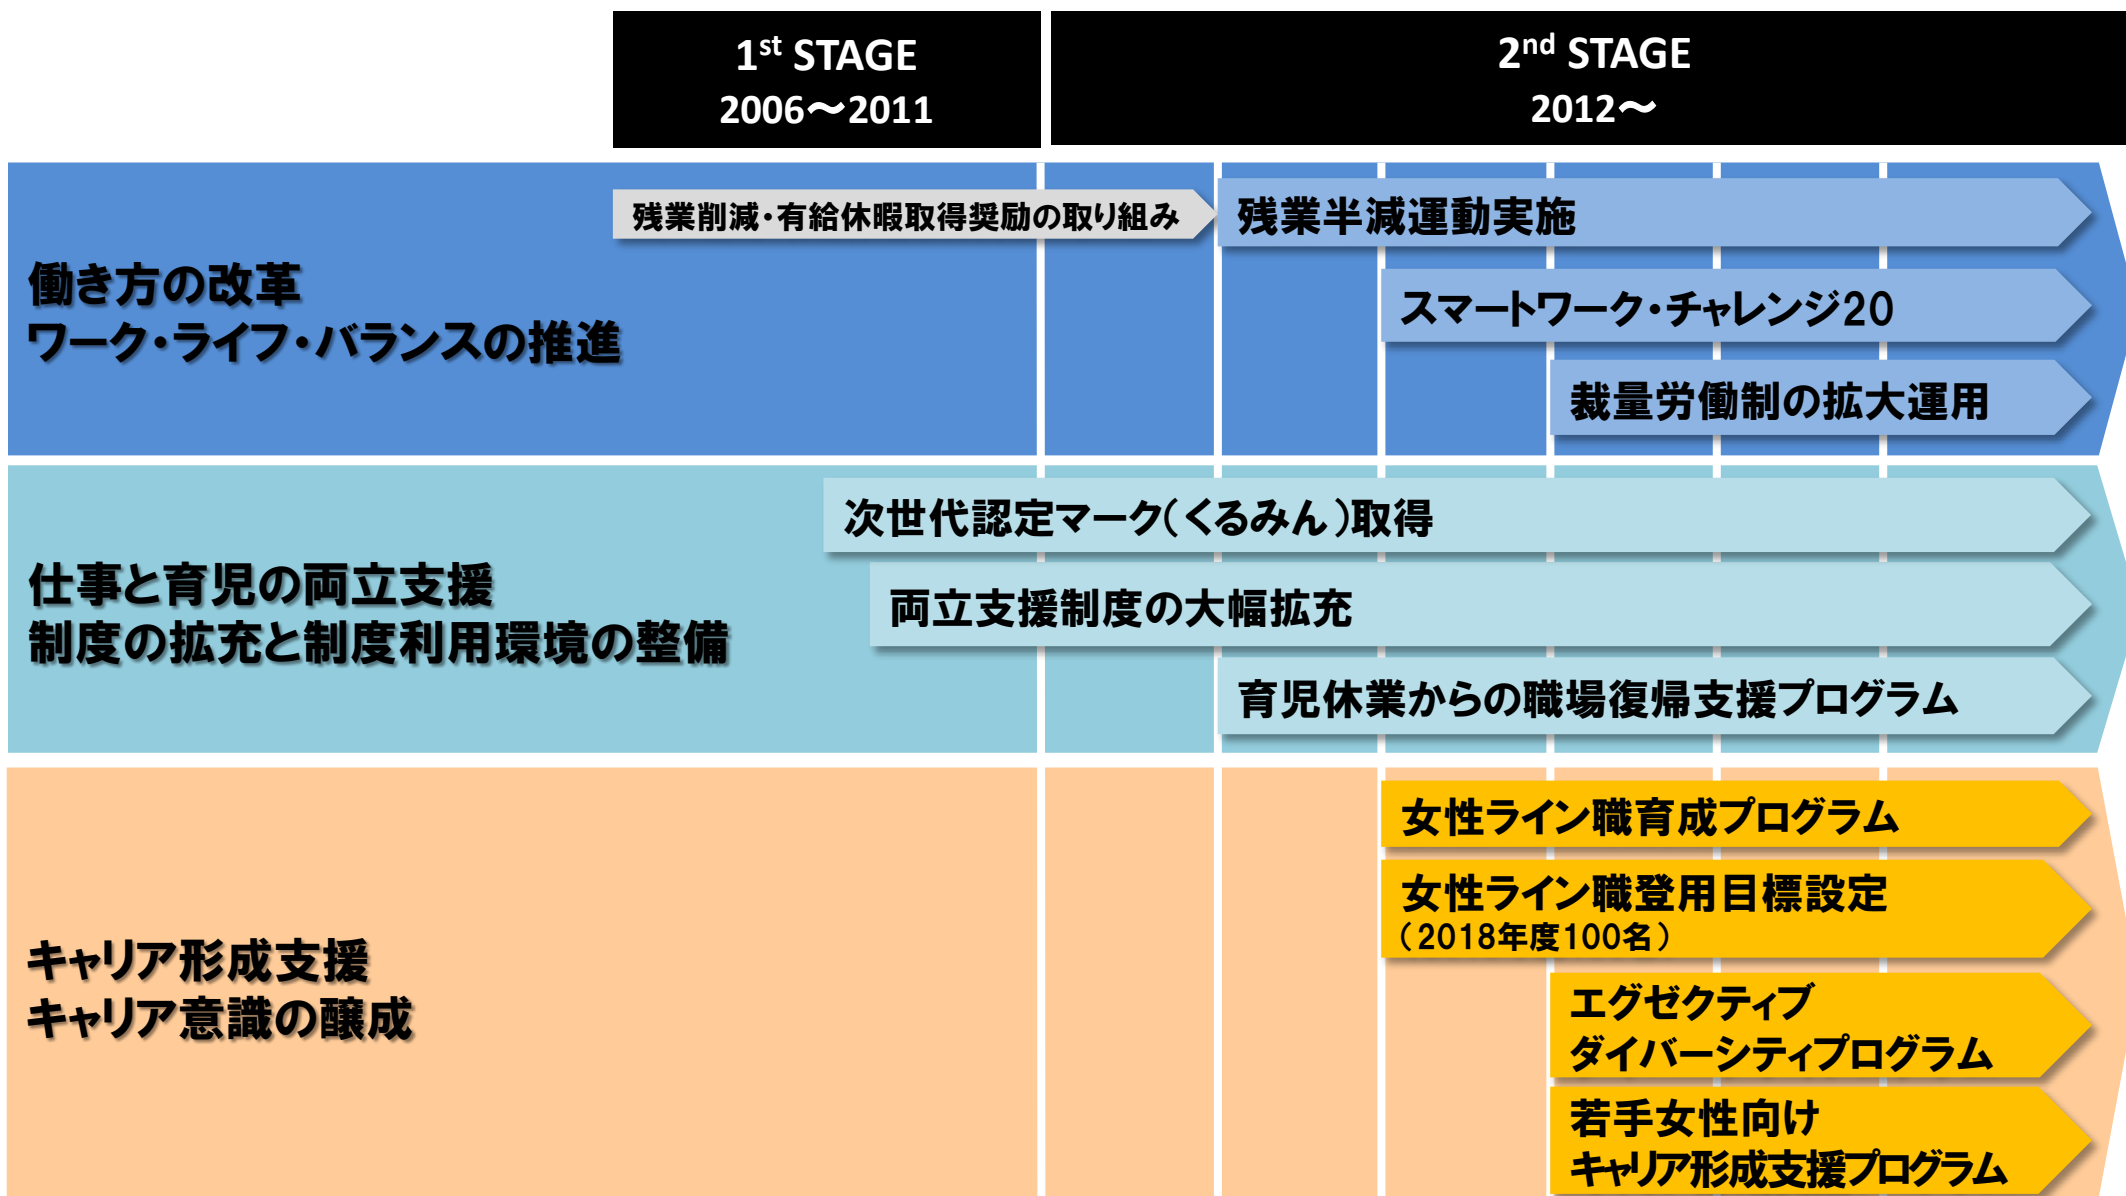 1st STAGE
2006～2011
2nd STAGE
2012～
働き方の改革
ワーク・ライフ・バランスの推進
残業削減・有給休暇取得奨励の取り組み
残業半減運動実施
スマートワーク・チャレンジ20
裁量労働制の拡大運用
仕事と育児の両立支援
制度の拡充と制度利用環境の整備
次世代認定マーク(くるみん)取得
両立支援制度の大幅拡充
育児休業からの職場復帰支援プログラム
キャリア形成支援
キャリア意識の醸成
女性ライン職育成プログラム
女性ライン職登用目標設定
(2018年度100名)
エグゼクティブ
ダイバーシティプログラム
若手女性向け
キャリア形成支援プログラム